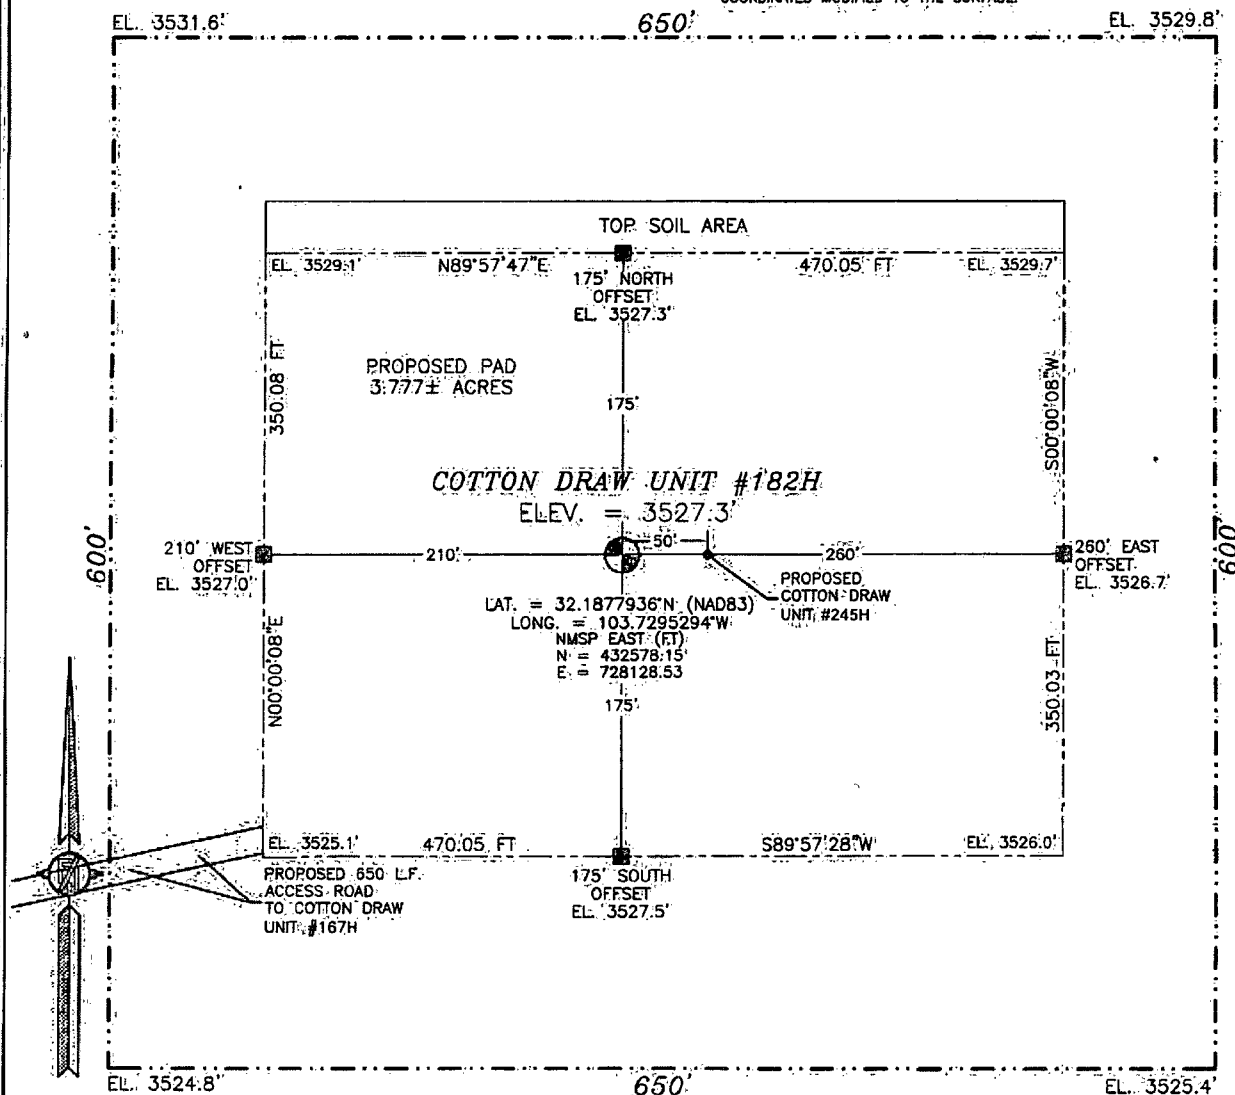 COORDINATES MODIFIED TO THE SURFACE.
EL. 3531.6'
650'
EL. 3529.8'
TOP SOIL AREA
EL. 3529.1'
N89°57'47"E
470.05 FT
EL. 3529.7'
175' NORTH
OFFSET
EL. 3527.3'
350.08 FT
PROPOSED PAD
3.777± ACRES
175'
S00°00'08"W
COTTON DRAW UNIT #182H
ELEV. = 3527.3'
600'
210' WEST
OFFSET
EL. 3527.0'
210'
50'
260'
260' EAST
OFFSET
EL. 3526.7'
600'
PROPOSED
COTTON DRAW
UNIT #245H
LAT. = 32.1877936°N (NAD83)
LONG. = 103.7295294°W
NMSP EAST (FT)
N = 432578.15
E = 728128.53
N00°00'08"E
175'
350.03 FT
EL. 3525.1'
470.05 FT
S89°57'28"W
EL. 3526.0'
175' SOUTH
OFFSET
EL. 3527.5'
PROPOSED 650 L.F.
ACCESS ROAD
TO COTTON DRAW
UNIT #167H
EL. 3524.8'
650'
EL. 3525.4'